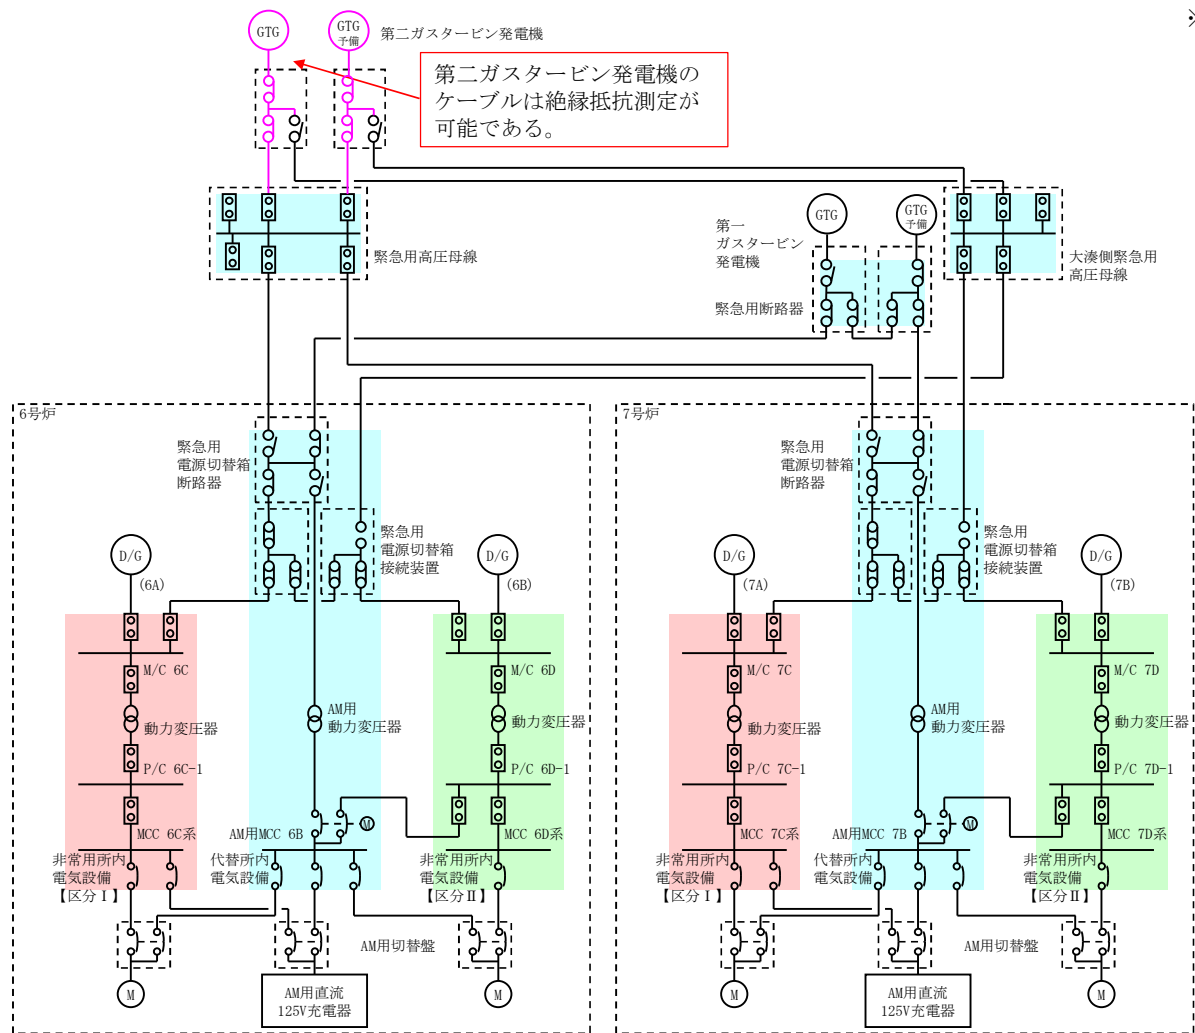 ※
GTG
GTG
予備
第二ガスタービン発電機
第二ガスタービン発電機の
ケーブルは絶縁抵抗測定が
可能である。
緊急用高圧母線
第一
ガスタービン
発電機
GTG
GTG
予備
緊急用断路器
大湊側緊急用
高圧母線
6号炉
緊急用
電源切替箱
断路器
緊急用
電源切替箱
接続装置
D/G
(6A)
D/G
(6B)
M/C 6C
M/C 6D
動力変圧器
AM用
動力変圧器
動力変圧器
P/C 6C-1
P/C 6D-1
MCC 6C系
AM用MCC 6B
M
MCC 6D系
非常用所内
電気設備
【区分Ⅰ】
代替所内
電気設備
非常用所内
電気設備
【区分Ⅱ】
AM用切替盤
M
AM用直流
125V充電器
M
7号炉
緊急用
電源切替箱
断路器
緊急用
電源切替箱
接続装置
D/G
(7A)
D/G
(7B)
M/C 7C
M/C 7D
動力変圧器
AM用
動力変圧器
動力変圧器
P/C 7C-1
P/C 7D-1
MCC 7C系
AM用MCC 7B
M
MCC 7D系
非常用所内
電気設備
【区分Ⅰ】
代替所内
電気設備
非常用所内
電気設備
【区分Ⅱ】
AM用切替盤
M
AM用直流
125V充電器
M